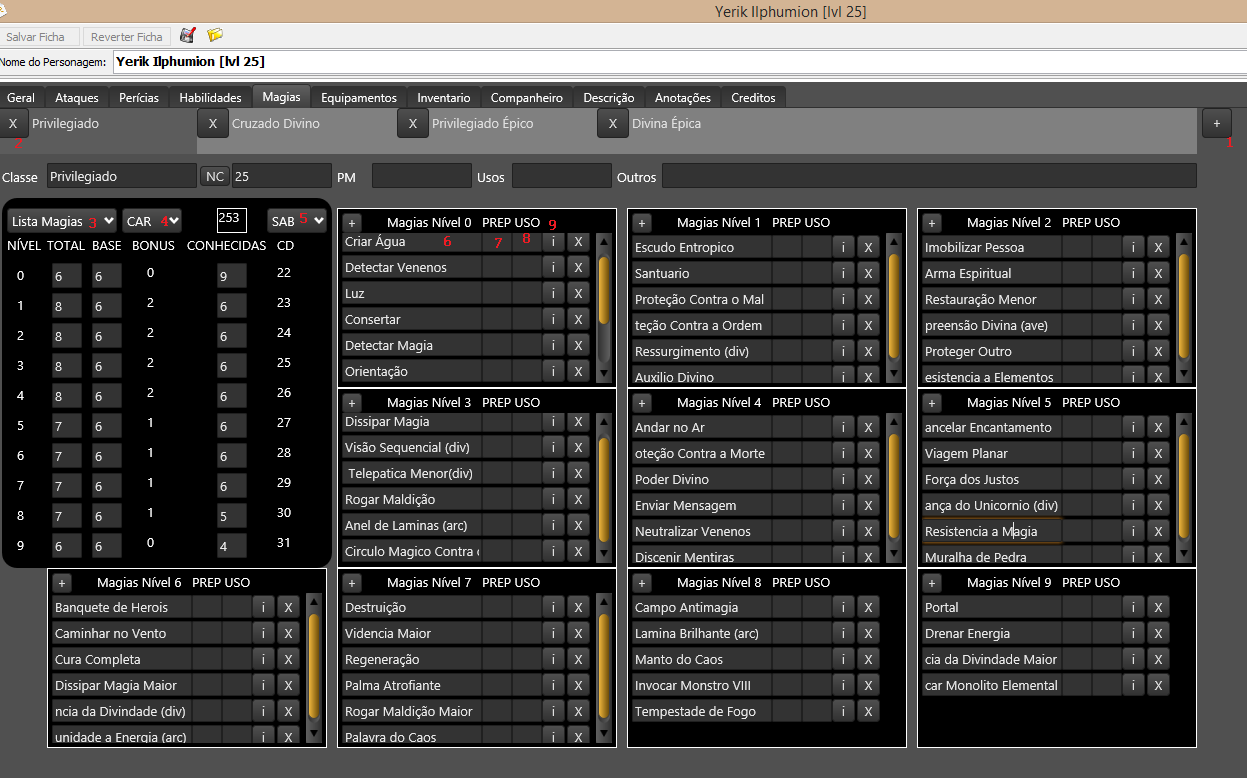 Yerik Ilphumion [lvl 25]
Salvar Ficha Reverter Ficha
Nome do Personagem: Yerik Ilphumion [lvl 25]
Geral Ataques Perícias Habilidades Magias Equipamentos Inventario Companheiro Descrição Anotações Creditos
X Privilegiado X Cruzado Divino X Privilegiado Épico X Divina Épica +
2 1
Classe Privilegiado NC 25 PM Usos Outros
Lista Magias 3 CAR 4 253 SAB 5
NÍVEL TOTAL BASE BONUS CONHECIDAS CD
0 6 6 0 9 22
1 8 6 2 6 23
2 8 6 2 6 24
3 8 6 2 6 25
4 8 6 2 6 26
5 7 6 1 6 27
6 7 6 1 6 28
7 7 6 1 6 29
8 7 6 1 5 30
9 6 6 0 4 31
+ Magias Nível 0 PREP USO 9
Criar Água 6 7 8 i X
Detectar Venenos i X
Luz i X
Consertar i X
Detectar Magia i X
Orientação i X
+ Magias Nível 1 PREP USO
Escudo Entropico i X
Santuario i X
Proteção Contra o Mal i X
teção Contra a Ordem i X
Ressurgimento (div) i X
Auxilio Divino i X
+ Magias Nível 2 PREP USO
Imobilizar Pessoa i X
Arma Espiritual i X
Restauração Menor i X
preensão Divina (ave) i X
Proteger Outro i X
esistencia a Elementos i X
+ Magias Nível 3 PREP USO
Dissipar Magia i X
Visão Sequencial (div) i X
Telepatica Menor(div) i X
Rogar Maldição i X
Anel de Laminas (arc) i X
Circulo Magico Contra i X
+ Magias Nível 4 PREP USO
Andar no Ar i X
oteção Contra a Morte i X
Poder Divino i X
Enviar Mensagem i X
Neutralizar Venenos i X
Discenir Mentiras i X
+ Magias Nível 5 PREP USO
ancelar Encantamento i X
Viagem Planar i X
Força dos Justos i X
ança do Unicornio (div) i X
Resistencia a Magia i X
Muralha de Pedra i X
+ Magias Nível 6 PREP USO
Banquete de Herois i X
Caminhar no Vento i X
Cura Completa i X
Dissipar Magia Maior i X
ncia da Divindade (div) i X
unidade a Energia (arc) i X
+ Magias Nível 7 PREP USO
Destruição i X
Videncia Maior i X
Regeneração i X
Palma Atrofiante i X
Rogar Maldição Maior i X
Palavra do Caos i X
+ Magias Nível 8 PREP USO
Campo Antimagia i X
Lamina Brilhante (arc) i X
Manto do Caos i X
Invocar Monstro VIII i X
Tempestade de Fogo i X
+ Magias Nível 9 PREP USO
Portal i X
Drenar Energia i X
cia da Divindade Maior i X
car Monolito Elemental i X